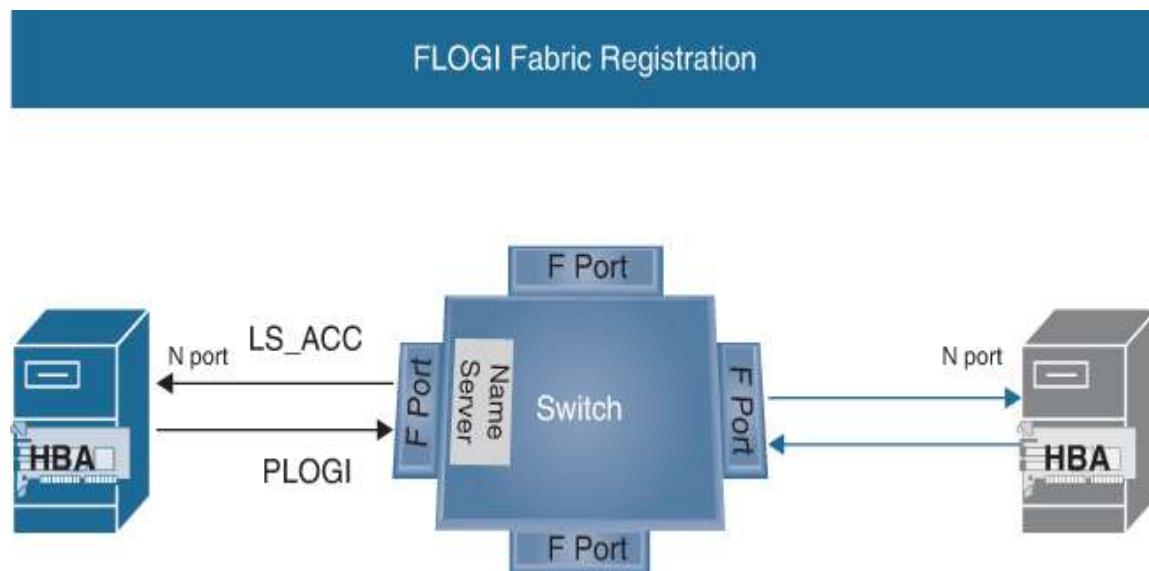 FLOGI Fabric Registration
F Port
LS_ACC
N port
N port
F Port
Name
Server
Switch
F Port
PLOGI
HBA
HBA
F Port